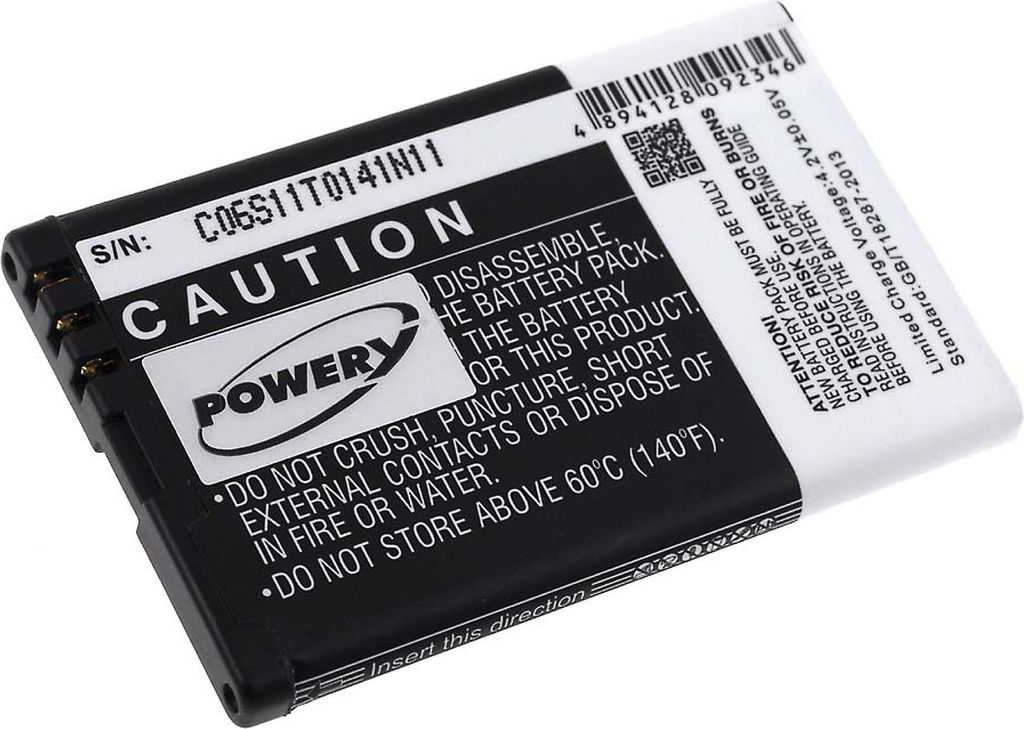 S/N: C06S11T0141N11
CAUTION
POWERY
DISASSEMBLE,
HE BATTERY PACK.
THE BATTERY
OR THIS PRODUCT.
•DO NOT CRUSH, PUNCTURE, SHORT
EXTERNAL CONTACTS OR DISPOSE OF
IN FIRE OR WATER.
•DO NOT STORE ABOVE 60°C (140°F).
Insert this direction
4 894128 092346
ATTENTION!
NEW BATTERY PACK MUST BE FULLY
CHARGED BEFORE USE.
TO REDUCE RISK OF FIRE OR BURNS
READ INSTRUCTIONS IN OPERATING GUIDE
BEFORE USING THE BATTERY.
Limited Charge Voltage:4.2V±0.05V
Standard:GB/T18287-2013